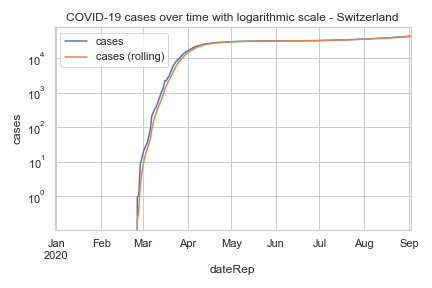 COVID-19 cases over time with logarithmic scale - Switzerland
cases
cases (rolling)
10⁴
10³
10²
10¹
10⁰
cases
Jan Feb Mar Apr May Jun Jul Aug Sep
2020
dateRep